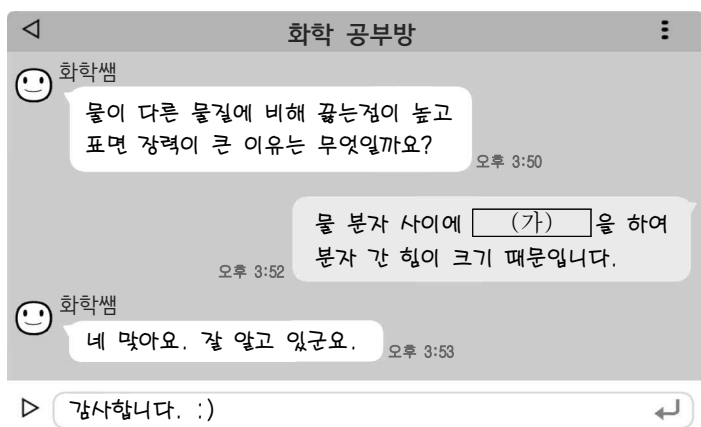 화학 공부방
화학쌤
물이 다른 물질에 비해 끓는점이 높고
표면 장력이 큰 이유는 무엇일까요?
오후 3:50
물 분자 사이에 (가) 을 하여
분자 간 힘이 크기 때문입니다.
오후 3:52
화학쌤
네 맞아요. 잘 알고 있군요.
오후 3:53
감사합니다. :)